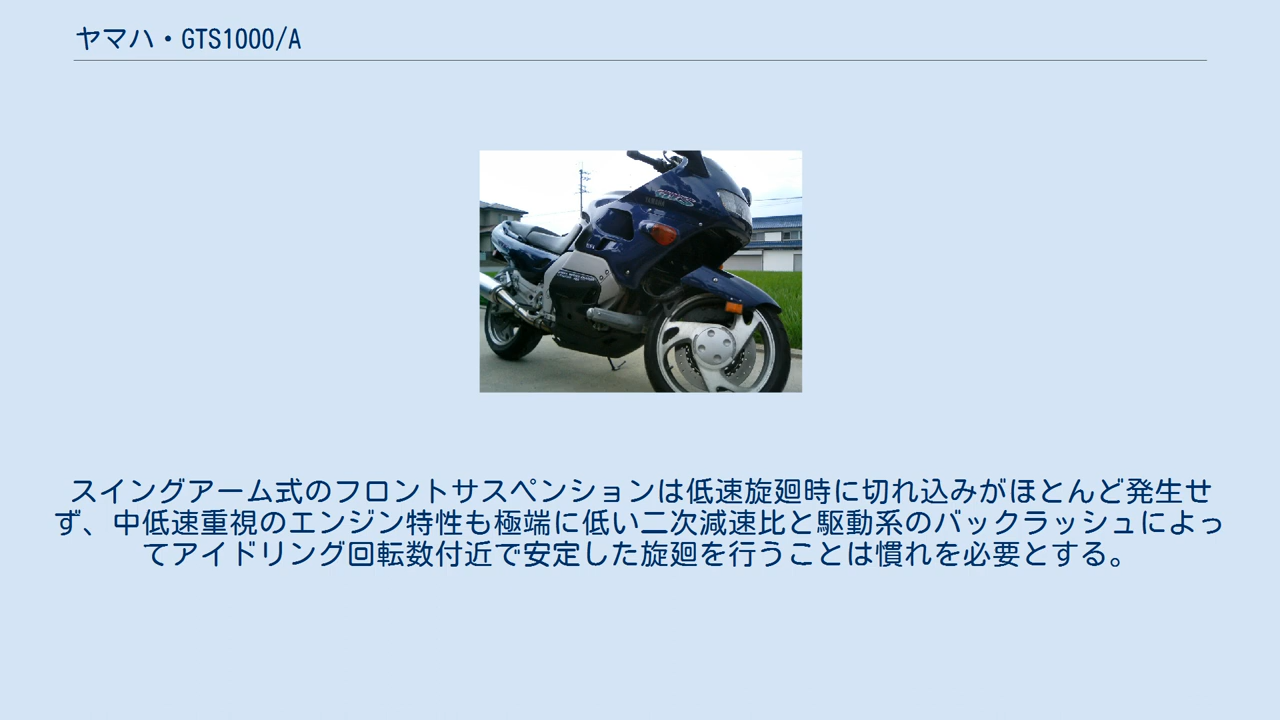 ヤマハ・GTS1000/A
YAMAHA
スイングアーム式のフロントサスペンションは低速旋廻時に切れ込みがほとんど発生せ
ず、中低速重視のエンジン特性も極端に低い二次減速比と駆動系のバックラッシュによっ
てアイドリング回転数付近で安定した旋廻を行うことは慣れを必要とする。